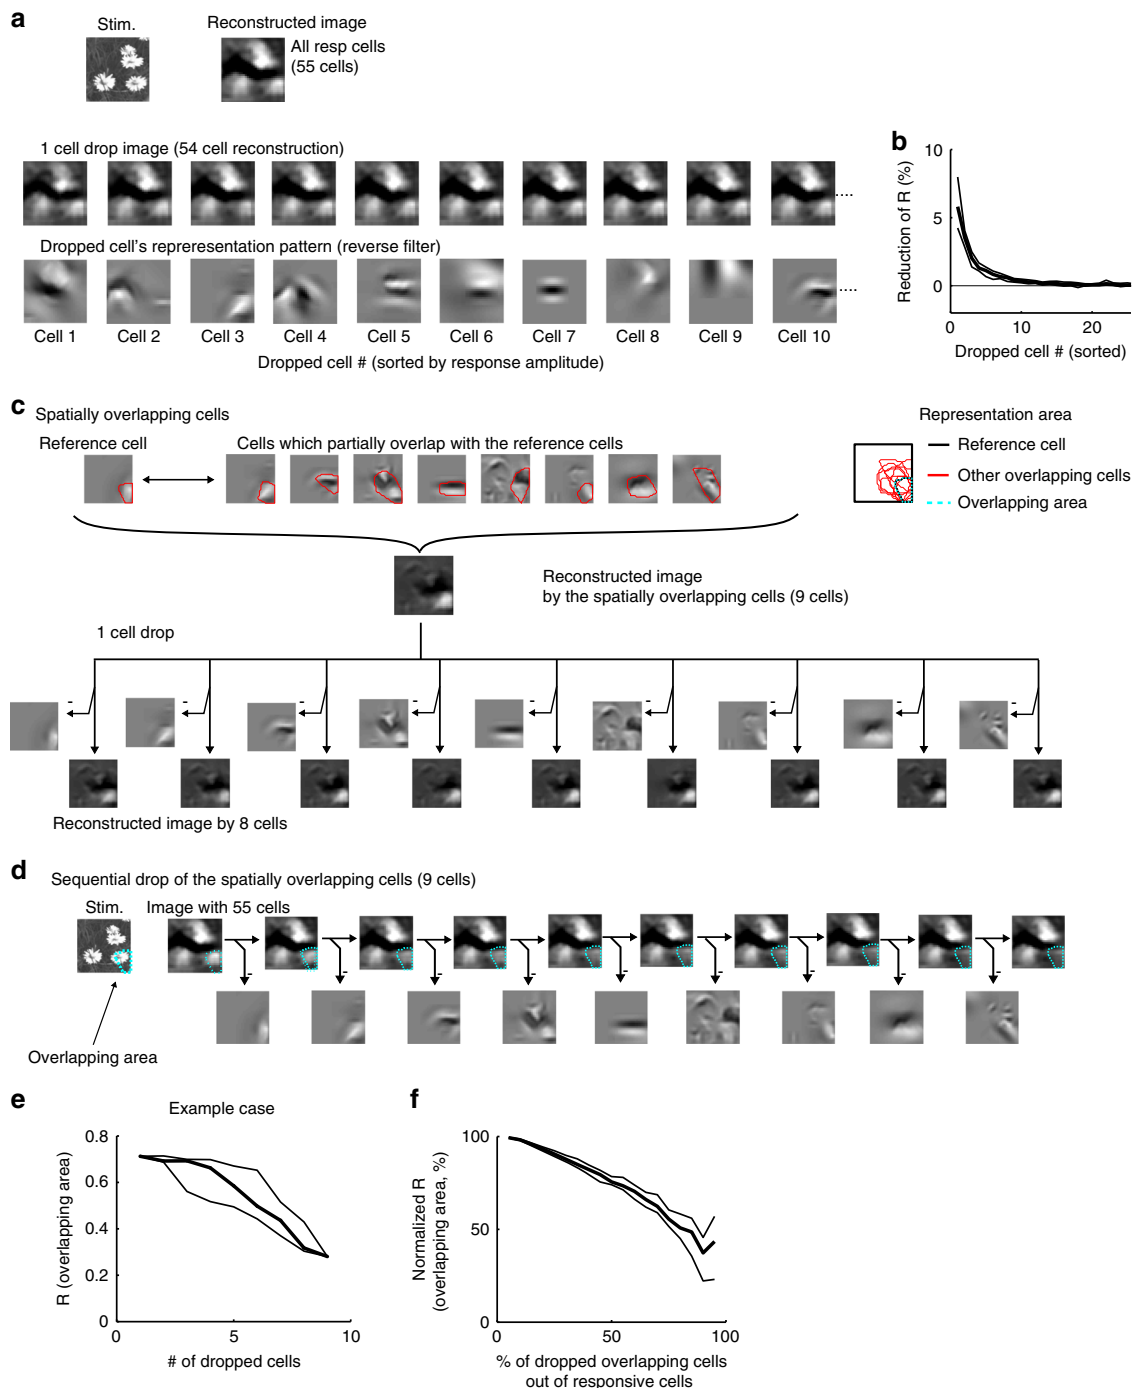 a
Stim.
Reconstructed image
All resp cells
(55 cells)
1 cell drop image (54 cell reconstruction)
Dropped cell's repreresentation pattern (reverse filter)
Cell 1 Cell 2 Cell 3 Cell 4 Cell 5 Cell 6 Cell 7 Cell 8 Cell 9 Cell 10
Dropped cell # (sorted by response amplitude)
b
Reduction of R (%)
10
5
0
0 10 20
Dropped cell # (sorted)
c
Spatially overlapping cells
Reference cell
Cells which partially overlap with the reference cells
Representation area
Reference cell
Other overlapping cells
Overlapping area
Reconstructed image
by the spatially overlapping cells (9 cells)
1 cell drop
- - - - - - - - -
Reconstructed image by 8 cells
d
Sequential drop of the spatially overlapping cells (9 cells)
Stim.
Image with 55 cells
- - - - - - - - -
Overlapping area
e
Example case
R (overlapping area)
0.8
0.6
0.4
0.2
0
0 5 10
# of dropped cells
f
Normalized R
(overlapping area, %)
100
50
0
0 50 100
% of dropped overlapping cells
out of responsive cells